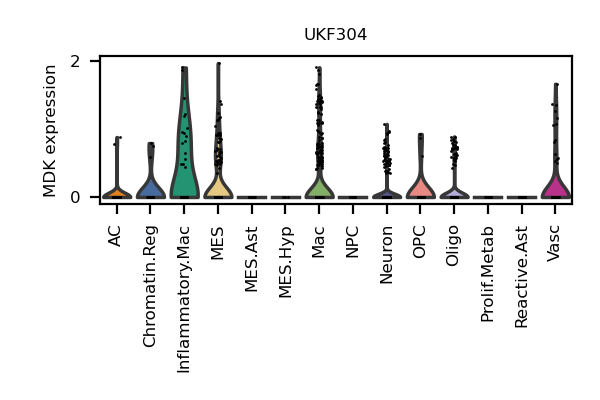 UKF304
MDK expression
2
0
AC
Chromatin.Reg
Inflammatory.Mac
MES
MES.Ast
MES.Hyp
Mac
NPC
Neuron
OPC
Oligo
Prolif.Metab
Reactive.Ast
Vasc